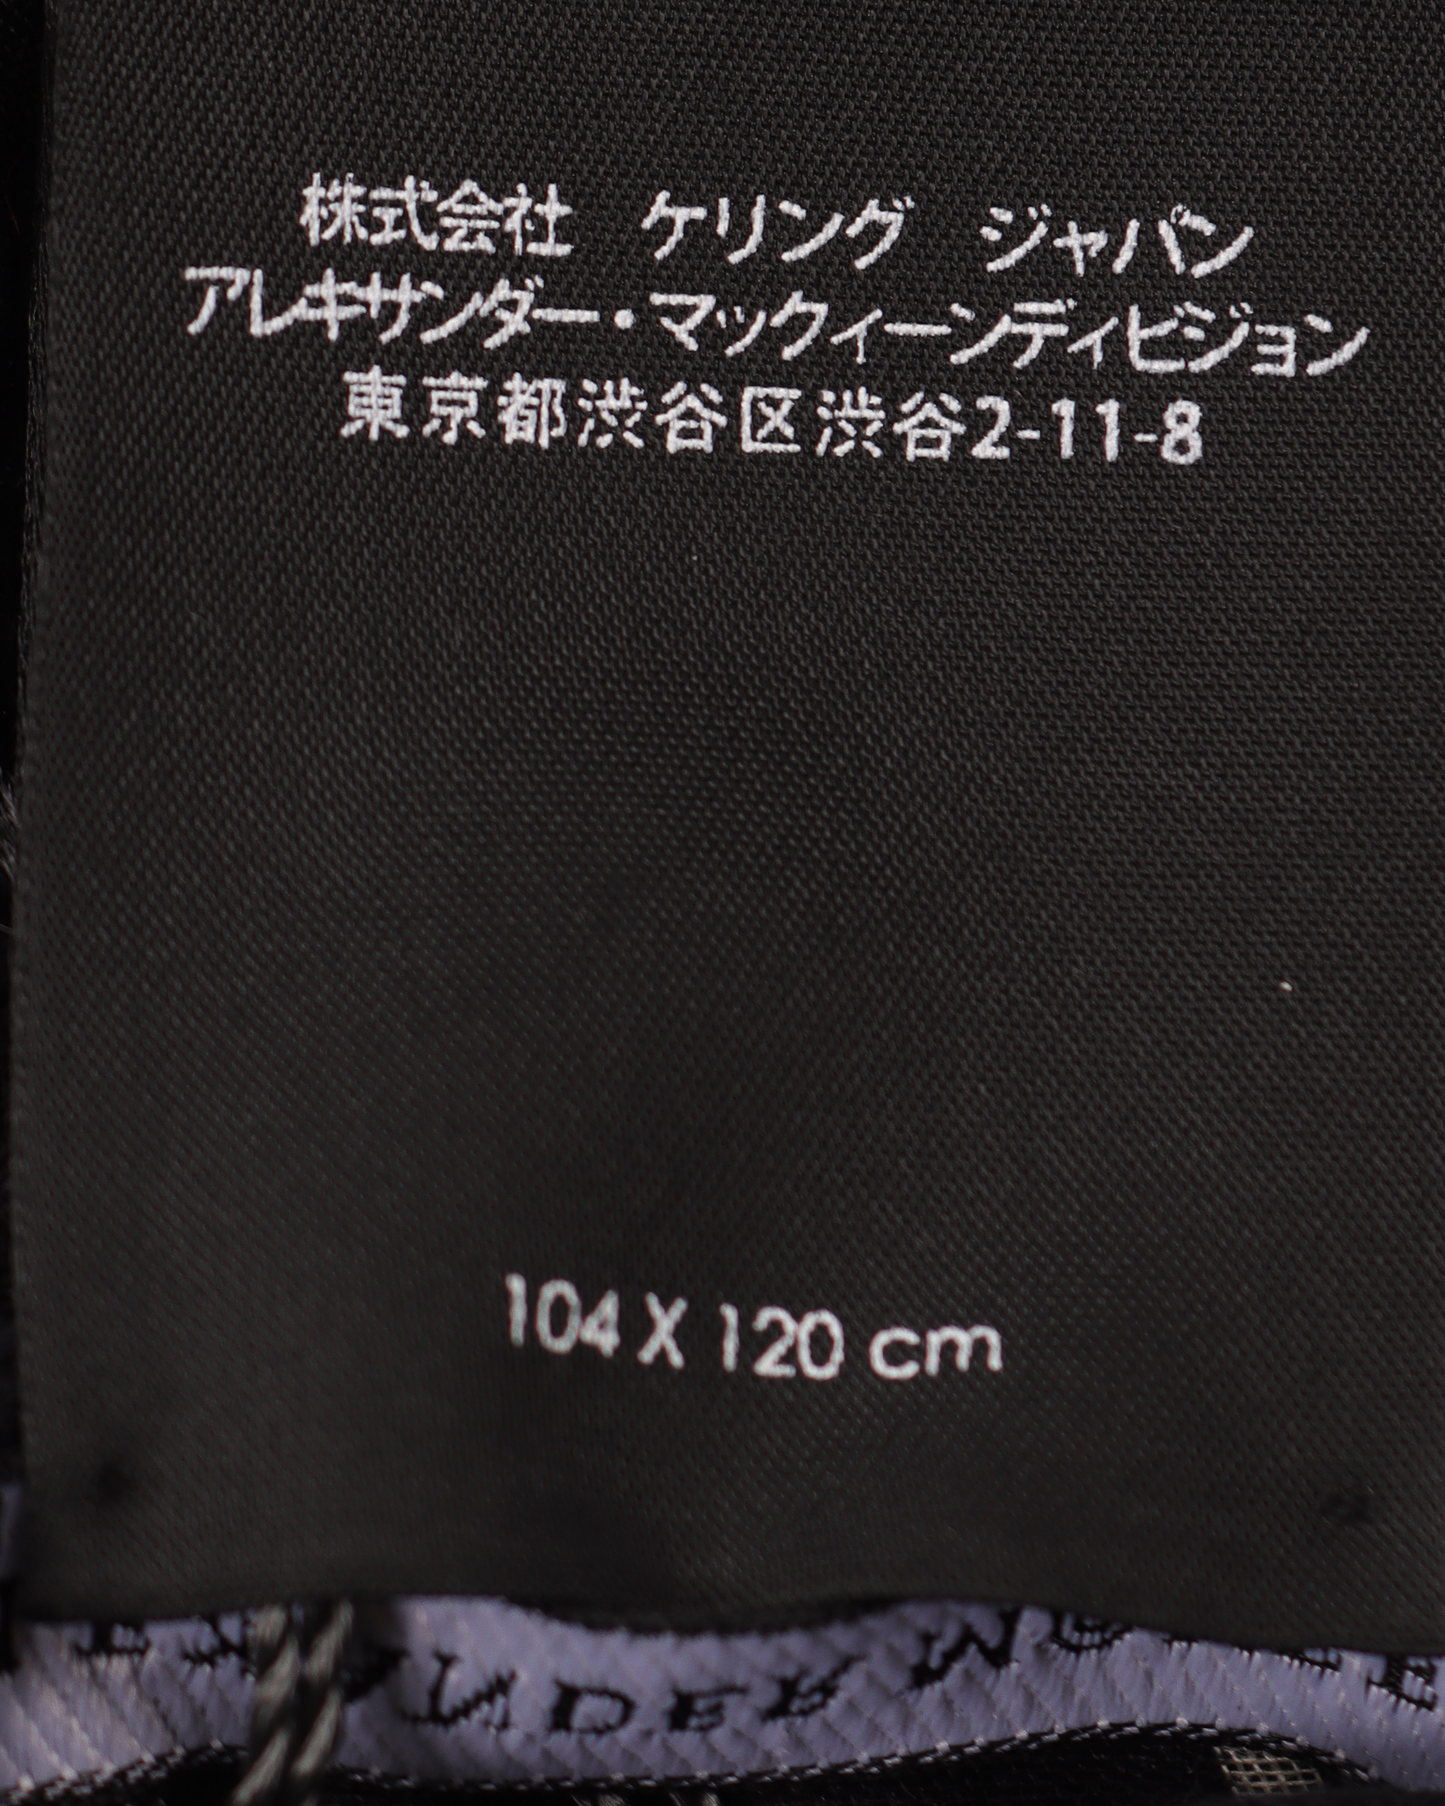 株式会社　ケリング　ジャパン
アレキサンダー・マックィーンディビジョン
東京都渋谷区渋谷2-11-8
104 X 120 cm